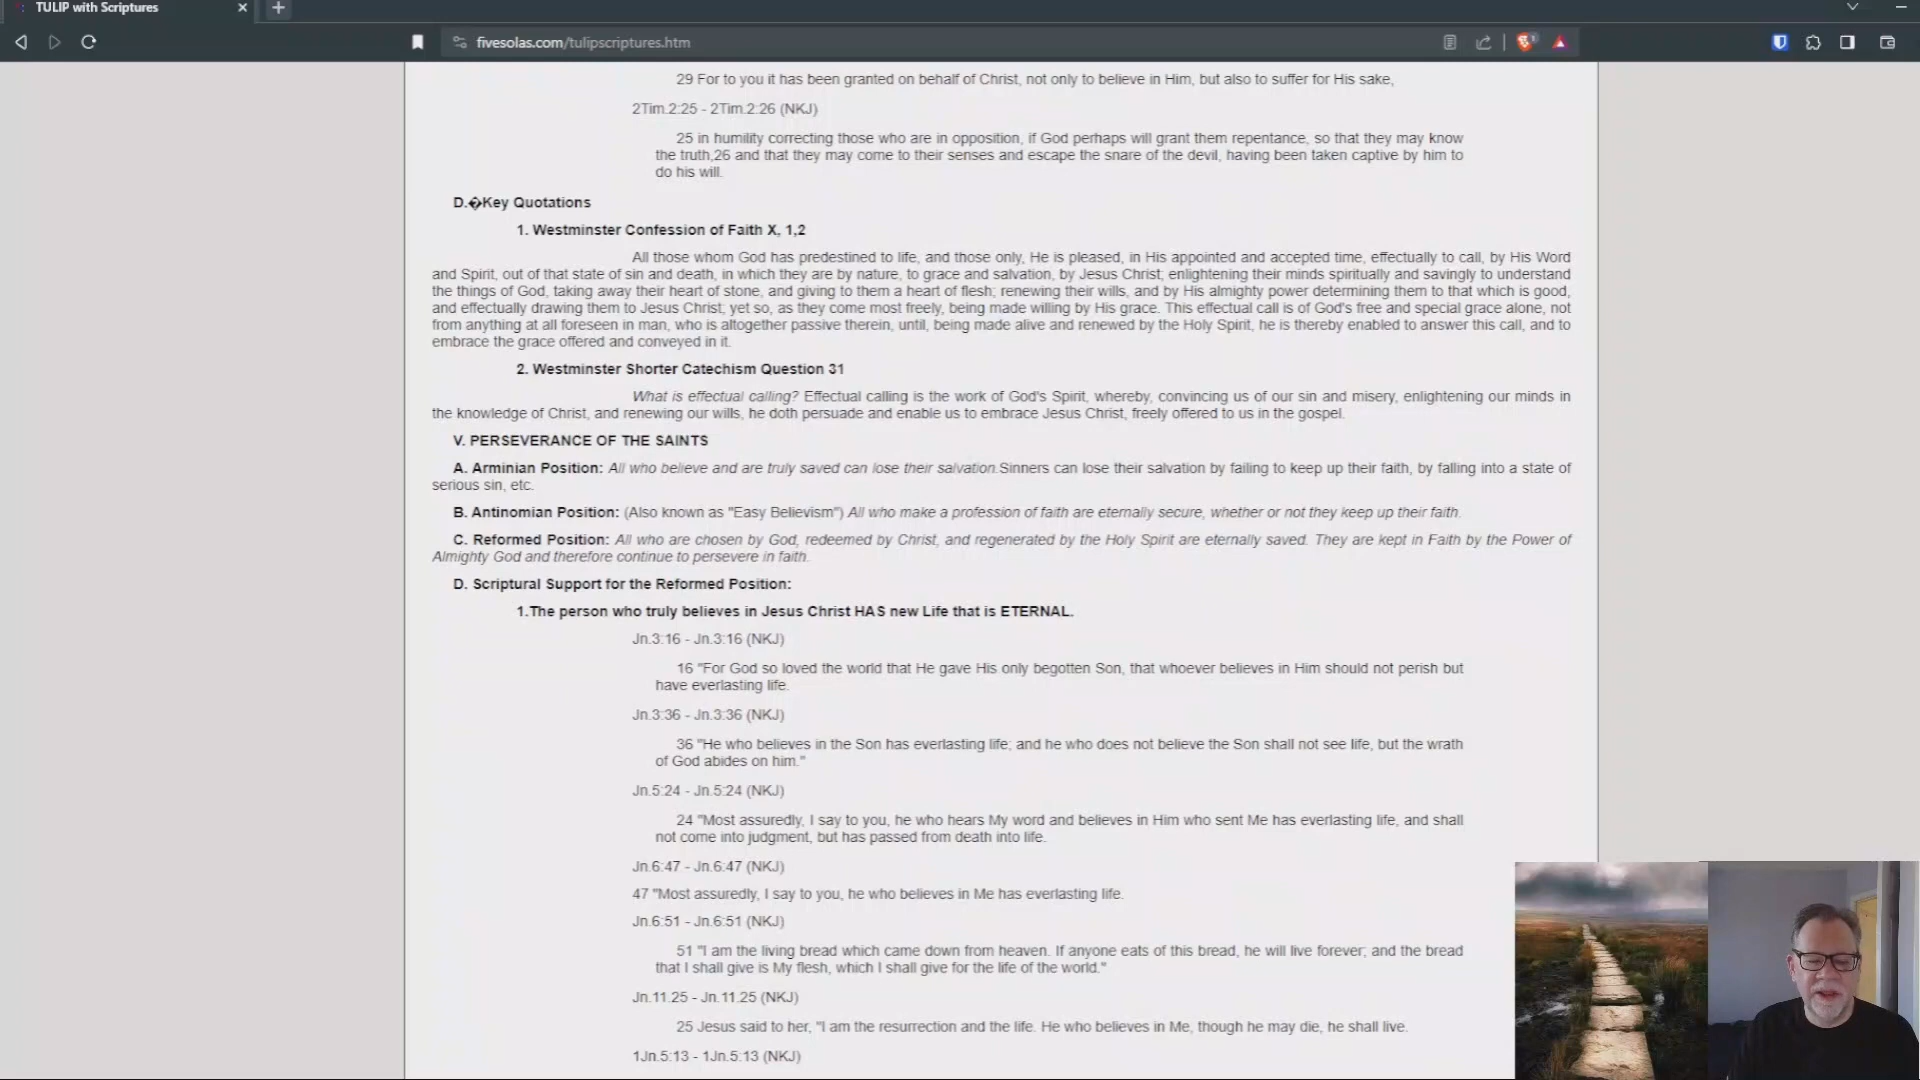 TULIP with Scriptures
fivesolas.com/tulipscriptures.htm
29 For to you it has been granted on behalf of Christ, not only to believe in Him, but also to suffer for His sake,
2Tim.2:25 - 2Tim.2:26 (NKJ)
25 in humility correcting those who are in opposition, if God perhaps will grant them repentance, so that they may know
the truth,26 and that they may come to their senses and escape the snare of the devil, having been taken captive by him to
do his will.
D.�Key Quotations
1. Westminster Confession of Faith X, 1,2
All those whom God has predestined to life, and those only, He is pleased, in His appointed and accepted time, effectually to call, by His Word
and Spirit, out of that state of sin and death, in which they are by nature, to grace and salvation, by Jesus Christ; enlightening their minds spiritually and savingly to understand
the things of God, taking away their heart of stone, and giving to them a heart of flesh; renewing their wills, and by His almighty power determining them to that which is good,
and effectually drawing them to Jesus Christ; yet so, as they come most freely, being made willing by His grace. This effectual call is of God's free and special grace alone, not
from anything at all foreseen in man, who is altogether passive therein, until, being made alive and renewed by the Holy Spirit, he is thereby enabled to answer this call, and to
embrace the grace offered and conveyed in it.
2. Westminster Shorter Catechism Question 31
What is effectual calling? Effectual calling is the work of God's Spirit, whereby, convincing us of our sin and misery, enlightening our minds in
the knowledge of Christ, and renewing our wills, he doth persuade and enable us to embrace Jesus Christ, freely offered to us in the gospel.
V. PERSEVERANCE OF THE SAINTS
A. Arminian Position: All who believe and are truly saved can lose their salvation.Sinners can lose their salvation by failing to keep up their faith, by falling into a state of
serious sin, etc.
B. Antinomian Position: (Also known as "Easy Believism") All who make a profession of faith are eternally secure, whether or not they keep up their faith.
C. Reformed Position: All who are chosen by God, redeemed by Christ, and regenerated by the Holy Spirit are eternally saved. They are kept in Faith by the Power of
Almighty God and therefore continue to persevere in faith.
D. Scriptural Support for the Reformed Position:
1.The person who truly believes in Jesus Christ HAS new Life that is ETERNAL.
Jn.3:16 - Jn.3:16 (NKJ)
16 "For God so loved the world that He gave His only begotten Son, that whoever believes in Him should not perish but
have everlasting life.
Jn.3:36 - Jn.3:36 (NKJ)
36 "He who believes in the Son has everlasting life; and he who does not believe the Son shall not see life, but the wrath
of God abides on him."
Jn.5:24 - Jn.5:24 (NKJ)
24 "Most assuredly, I say to you, he who hears My word and believes in Him who sent Me has everlasting life, and shall
not come into judgment, but has passed from death into life.
Jn.6:47 - Jn.6:47 (NKJ)
47 "Most assuredly, I say to you, he who believes in Me has everlasting life.
Jn.6:51 - Jn.6:51 (NKJ)
51 "I am the living bread which came down from heaven. If anyone eats of this bread, he will live forever; and the bread
that I shall give is My flesh, which I shall give for the life of the world."
Jn.11.25 - Jn.11.25 (NKJ)
25 Jesus said to her, "I am the resurrection and the life. He who believes in Me, though he may die, he shall live.
1Jn.5:13 - 1Jn.5:13 (NKJ)